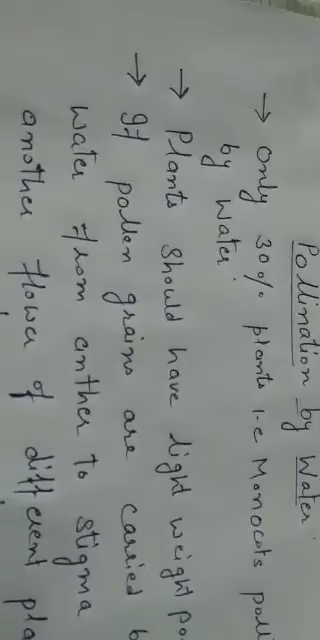 Pollination by Water
→ Only 30% plants i.e Monocots poll
by water.
→ Plants should have light weight po
→ If pollen grains are carried b
water from anther to stigma
another flower of different pla